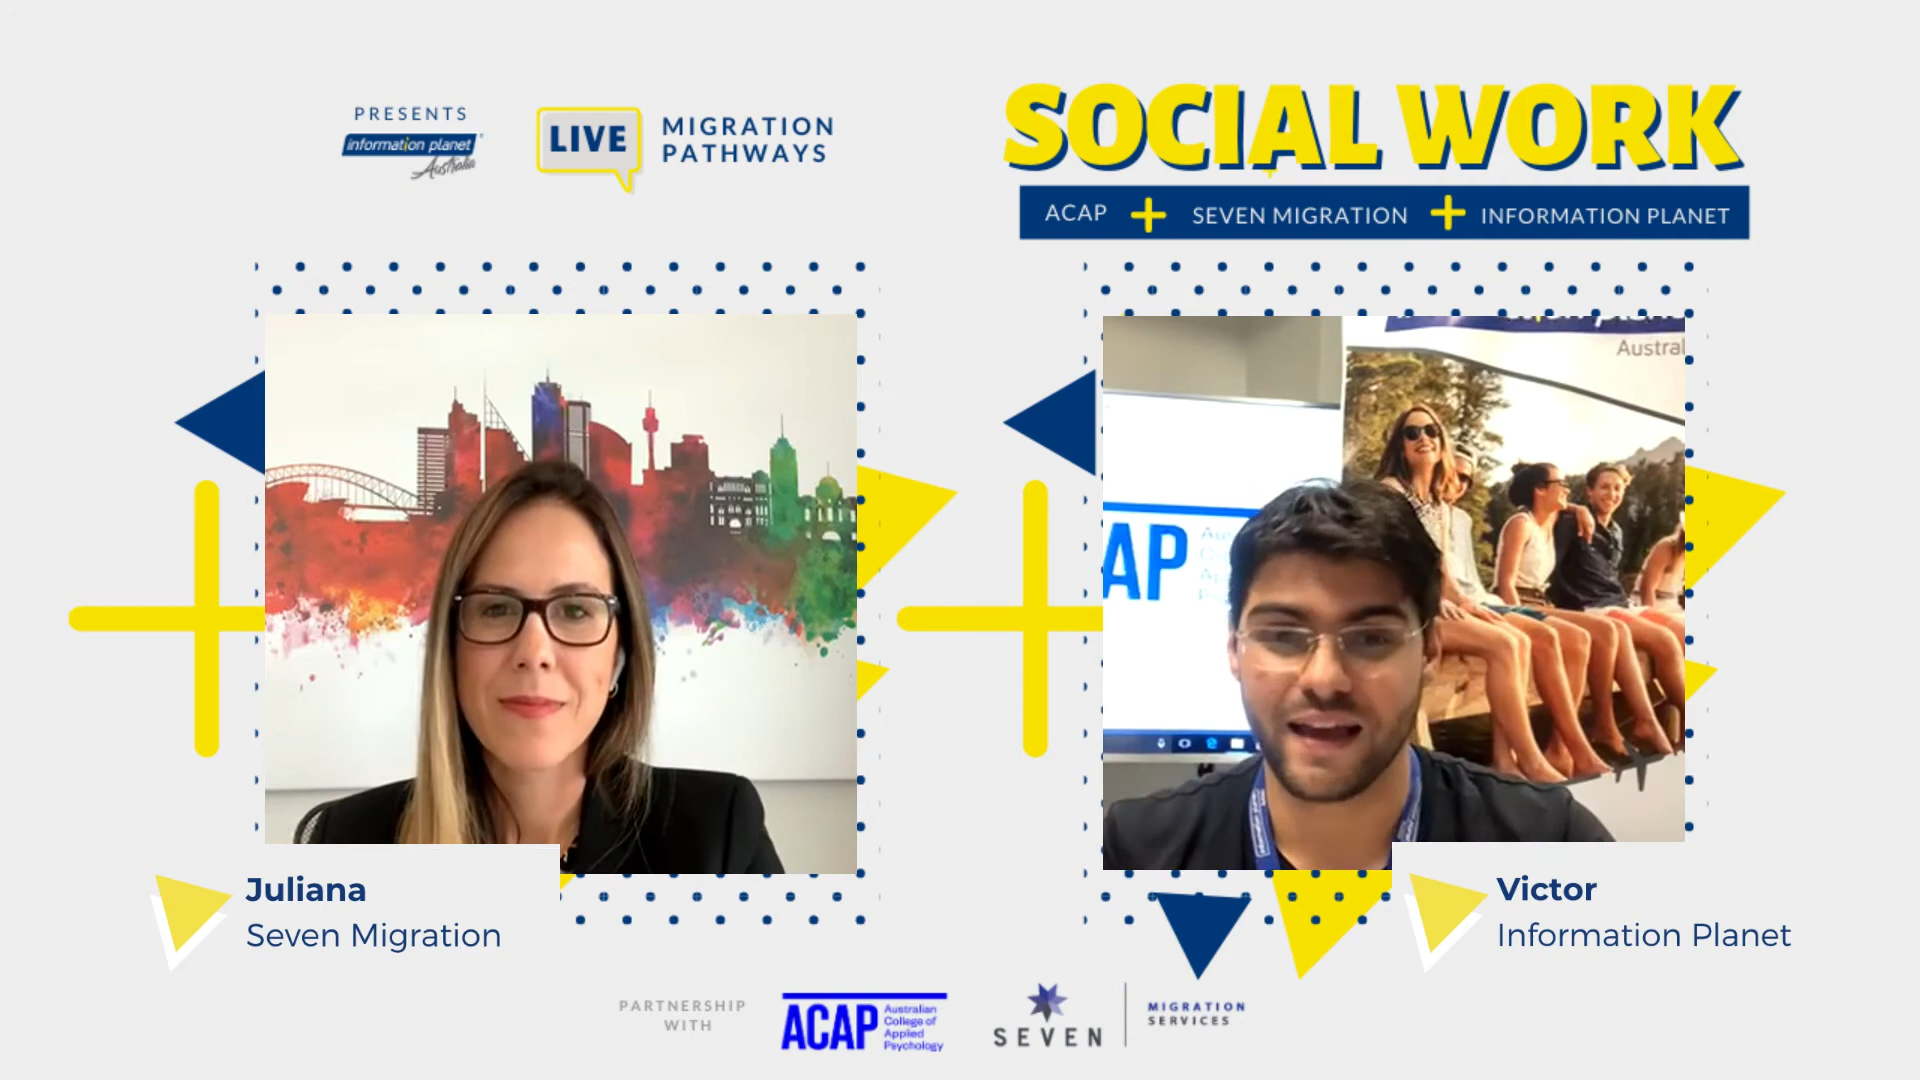 PRESENTS
information planet
Australia
LIVE
MIGRATION
PATHWAYS
SOCIAL WORK
ACAP + SEVEN MIGRATION + INFORMATION PLANET
Austral
AP
Juliana
Seven Migration
Victor
Information Planet
PARTNERSHIP
WITH
ACAP
Australian
College of
Applied
Psychology
SEVEN
MIGRATION
SERVICES